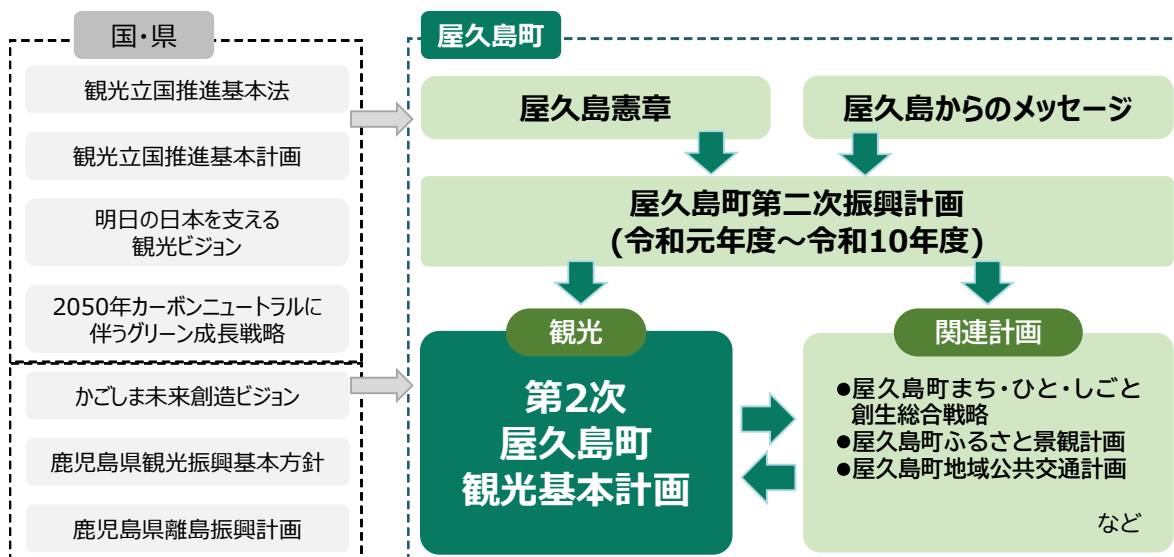 国・県
観光立国推進基本法
観光立国推進基本計画
明日の日本を支える
観光ビジョン
2050年カーボンニュートラルに
伴うグリーン成長戦略
かごしま未来創造ビジョン
鹿児島県観光振興基本方針
鹿児島県離島振興計画
屋久島町
屋久島憲章
屋久島からのメッセージ
屋久島町第二次振興計画
(令和元年度～令和10年度)
観光
第2次
屋久島町
観光基本計画
関連計画
●屋久島町まち・ひと・しごと
創生総合戦略
●屋久島町ふるさと景観計画
●屋久島町地域公共交通計画
など